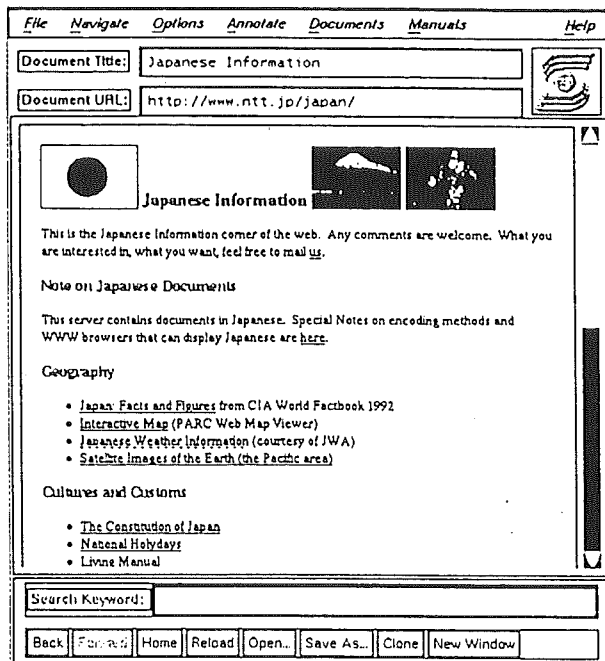 File Navigate Options Annotate Documents Manuals Help
Document Title: Japanese Information
Document URL: http://www.ntt.jp/japan/
Japanese Information
This is the Japanese Information corner of the web. Any comments are welcome. What you
are interested in, what you want, feel free to mail us.
Note on Japanese Documents
This server contains documents in Japanese. Special Notes on encoding methods and
WWW browsers that can display Japanese are here.
Geography
• Japan: Facts and Figures from CIA World Factbook 1992
• Interactive Map (PARC Web Map Viewer)
• Japanese Weather Information (courtesy of JWA)
• Satellite Images of the Earth (the Pacific area)
Cultures and Customs
• The Constitution of Japan
• National Holydays
• Living Manual
Search Keyword:
Back Forward Home Reload Open... Save As... Clone New Window